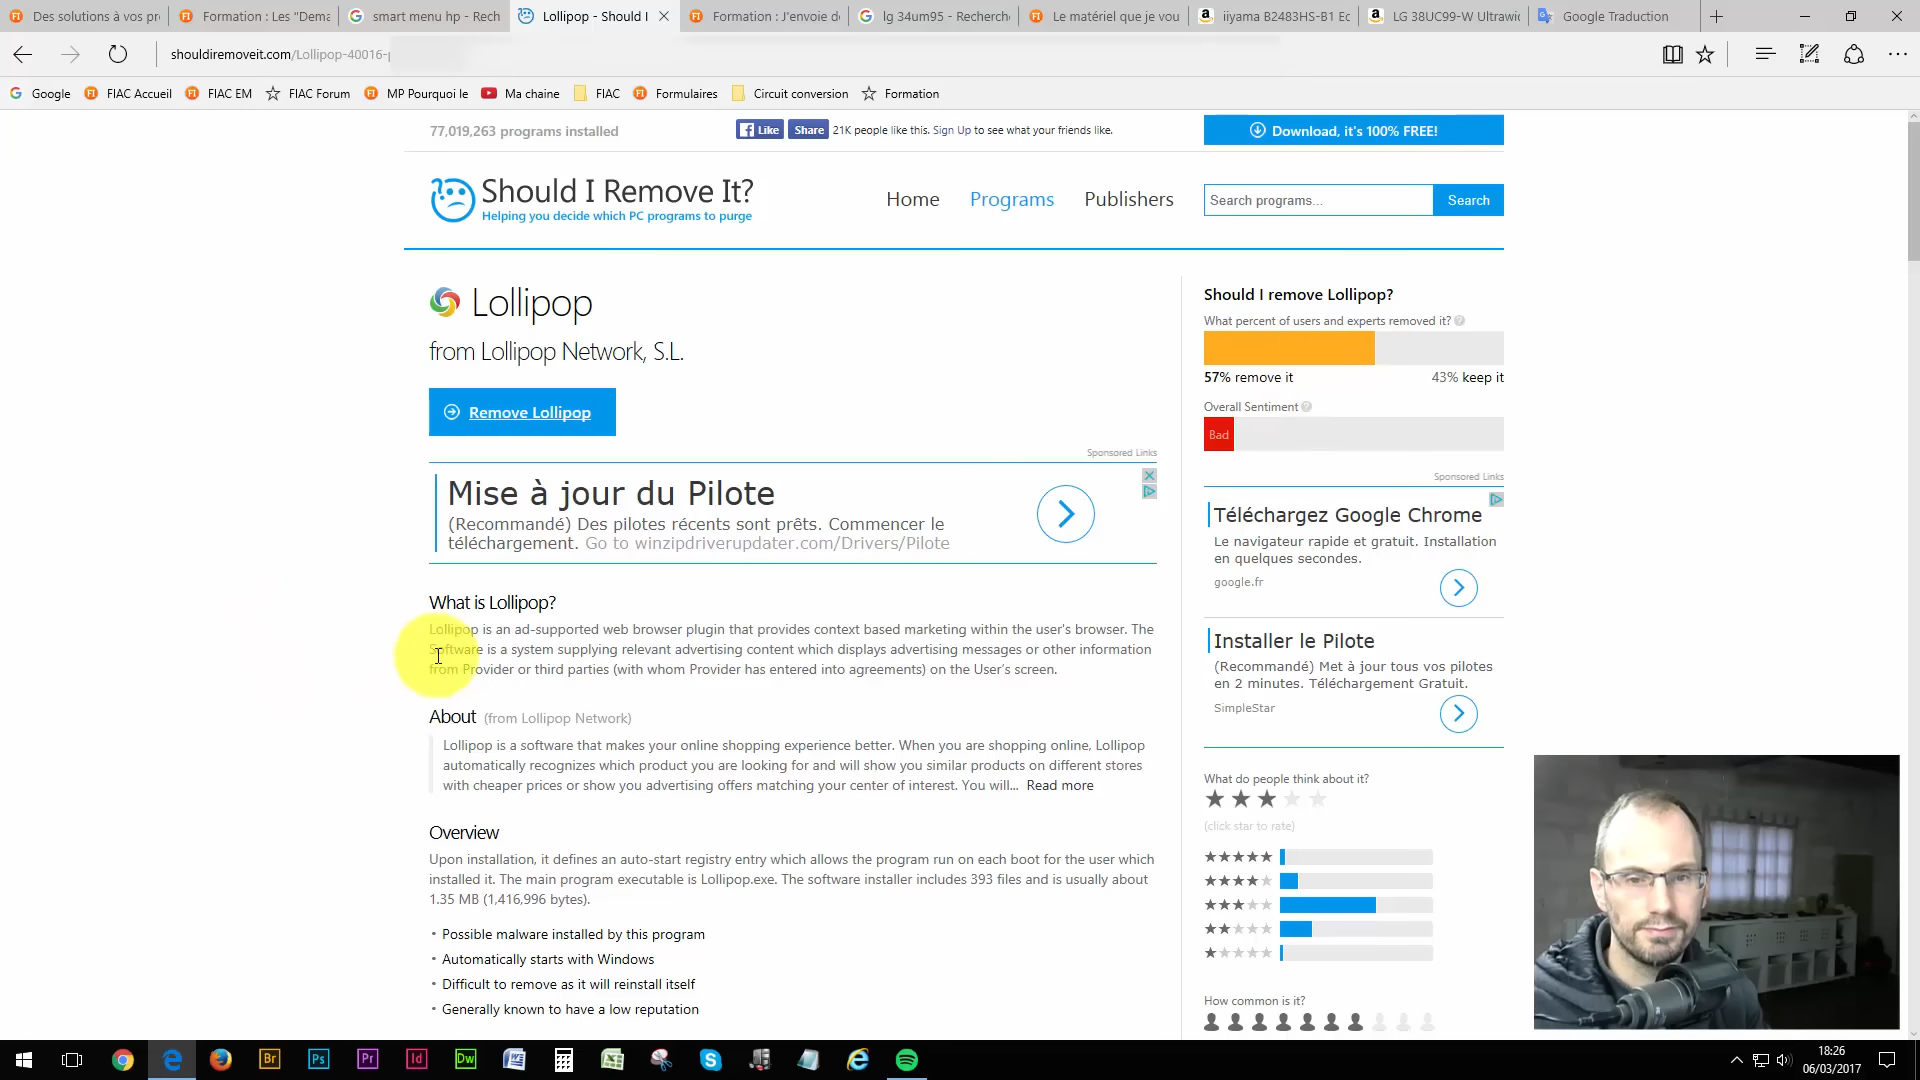 Des solutions à vos pr
Formation : Les "Dema
smart menu hp - Rech
Lollipop - Should I
Formation : J'envoie d
lg 34um95 - Recherch
Le matériel que je vou
iiyama B2483HS-B1 Ec
LG 38UC99-W Ultrawid
Google Traduction
shouldiremoveit.com/Lollipop-40016-p
Google
FIAC Accueil
FIAC EM
FIAC Forum
MP Pourquoi le
Ma chaine
FIAC
Formulaires
Circuit conversion
Formation
77,019,263 programs installed
Like
Share
21K people like this. Sign Up to see what your friends like.
Download, it's 100% FREE!
Should I Remove It?
Helping you decide which PC programs to purge
Home
Programs
Publishers
Search programs...
Search
Lollipop
from Lollipop Network, S.L.
Remove Lollipop
Sponsored Links
Mise à jour du Pilote
(Recommandé) Des pilotes récents sont prêts. Commencer le
téléchargement. Go to winzipdriverupdater.com/Drivers/Pilote
What is Lollipop?
Lollipop is an ad-supported web browser plugin that provides context based marketing within the user's browser. The
Software is a system supplying relevant advertising content which displays advertising messages or other information
from Provider or third parties (with whom Provider has entered into agreements) on the User's screen.
About (from Lollipop Network)
Lollipop is a software that makes your online shopping experience better. When you are shopping online, Lollipop
automatically recognizes which product you are looking for and will show you similar products on different stores
with cheaper prices or show you advertising offers matching your center of interest. You will... Read more
Overview
Upon installation, it defines an auto-start registry entry which allows the program run on each boot for the user which
installed it. The main program executable is Lollipop.exe. The software installer includes 393 files and is usually about
1.35 MB (1,416,996 bytes).
• Possible malware installed by this program
• Automatically starts with Windows
• Difficult to remove as it will reinstall itself
• Generally known to have a low reputation
Should I remove Lollipop?
What percent of users and experts removed it?
57% remove it
43% keep it
Overall Sentiment
Bad
Sponsored Links
Téléchargez Google Chrome
Le navigateur rapide et gratuit. Installation
en quelques secondes.
google.fr
Installer le Pilote
(Recommandé) Met à jour tous vos pilotes
en 2 minutes. Téléchargement Gratuit.
SimpleStar
What do people think about it?
(click star to rate)
How common is it?
Br
Ps
Pr
Id
Dw
18:26
06/03/2017